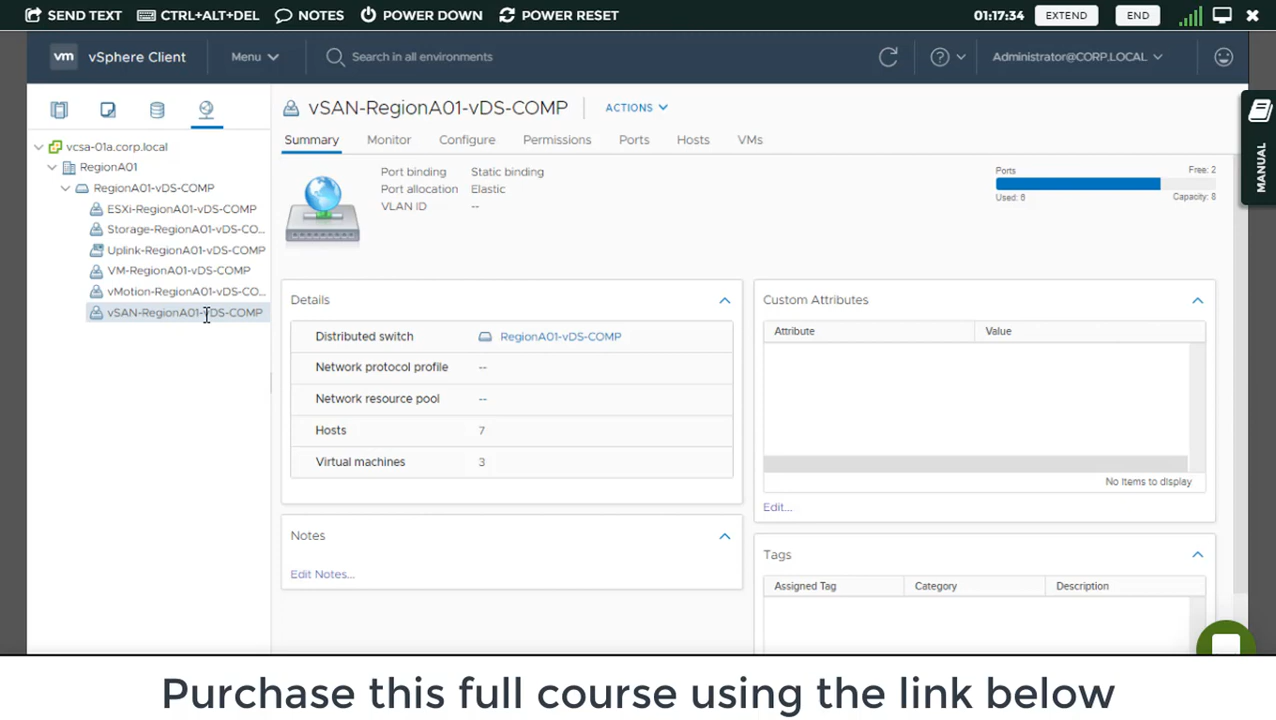 SEND TEXT CTRL+ALT+DEL NOTES POWER DOWN POWER RESET 01:17:34 EXTEND END
vm vSphere Client Menu Search in all environments Administrator@CORP.LOCAL
MANUAL
vcsa-01a.corp.local
RegionA01
RegionA01-vDS-COMP
ESXi-RegionA01-vDS-COMP
Storage-RegionA01-vDS-CO...
Uplink-RegionA01-vDS-COMP
VM-RegionA01-vDS-COMP
vMotion-RegionA01-vDS-CO...
vSAN-RegionA01-vDS-COMP
vSAN-RegionA01-vDS-COMP ACTIONS
Summary Monitor Configure Permissions Ports Hosts VMs
Port binding Static binding
Port allocation Elastic
VLAN ID --
Ports Free: 2
Used: 6 Capacity: 8
Details
Distributed switch RegionA01-vDS-COMP
Network protocol profile --
Network resource pool --
Hosts 7
Virtual machines 3
Notes
Edit Notes...
Custom Attributes
Attribute Value
No items to display
Edit...
Tags
Assigned Tag Category Description
Purchase this full course using the link below